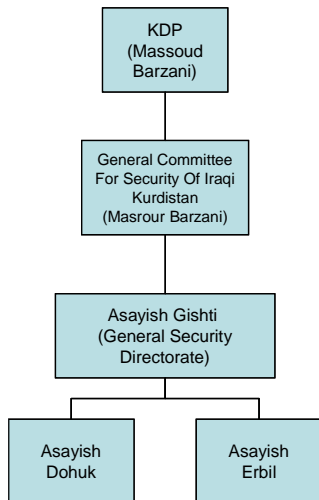 KDP
(Massoud
Barzani)
General Committee
For Security Of Iraqi
Kurdistan
(Masrour Barzani)
Asayish Gishti
(General Security
Directorate)
Asayish
Dohuk
Asayish
Erbil